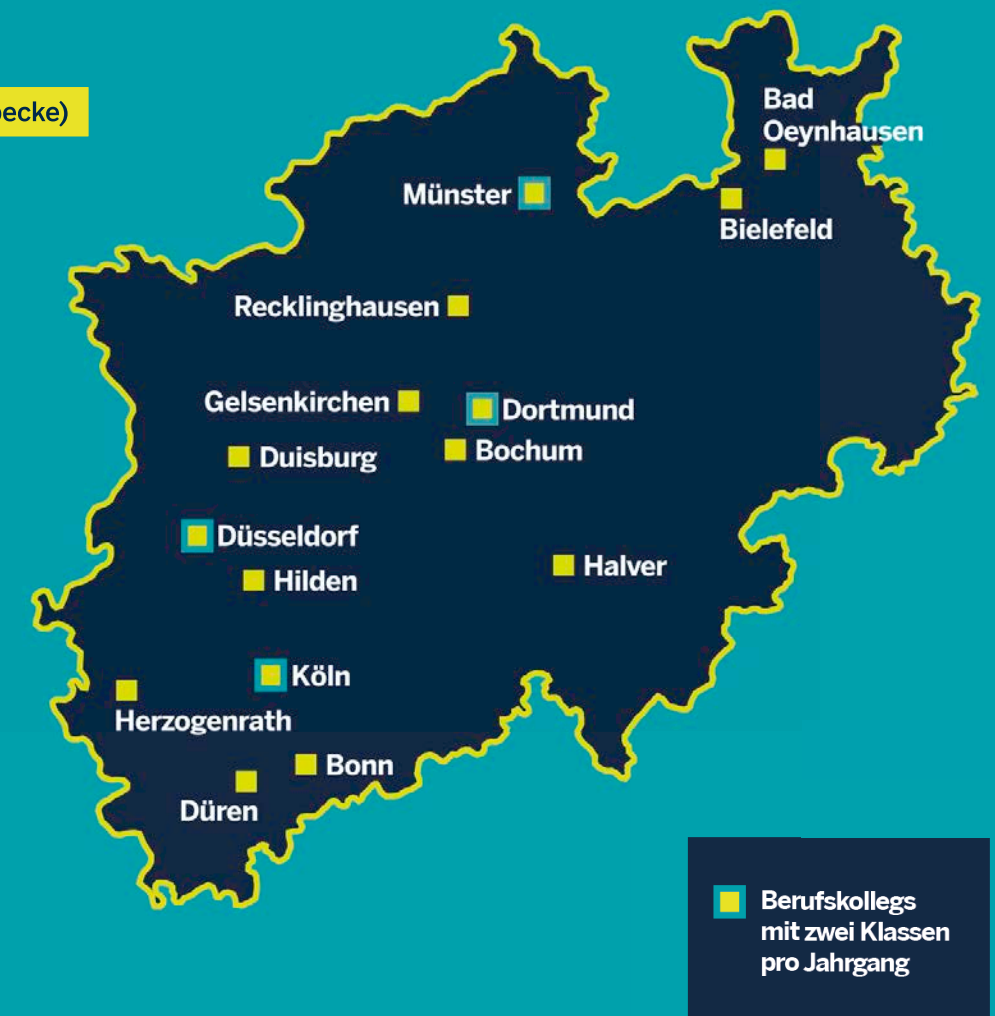 Bad
Oeynhausen
Münster
Bielefeld
Recklinghausen
Gelsenkirchen
Dortmund
Duisburg
Bochum
Düsseldorf
Halver
Hilden
Köln
Herzogenrath
Bonn
Düren
Berufskollegs
mit zwei Klassen
pro Jahrgang